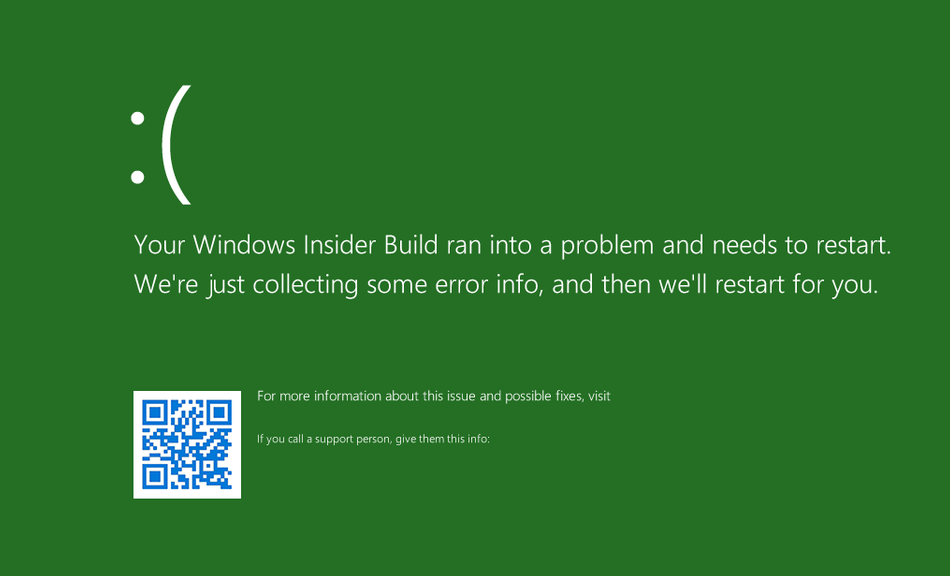 :(
Your Windows Insider Build ran into a problem and needs to restart.
We're just collecting some error info, and then we'll restart for you.
For more information about this issue and possible fixes, visit
If you call a support person, give them this info: